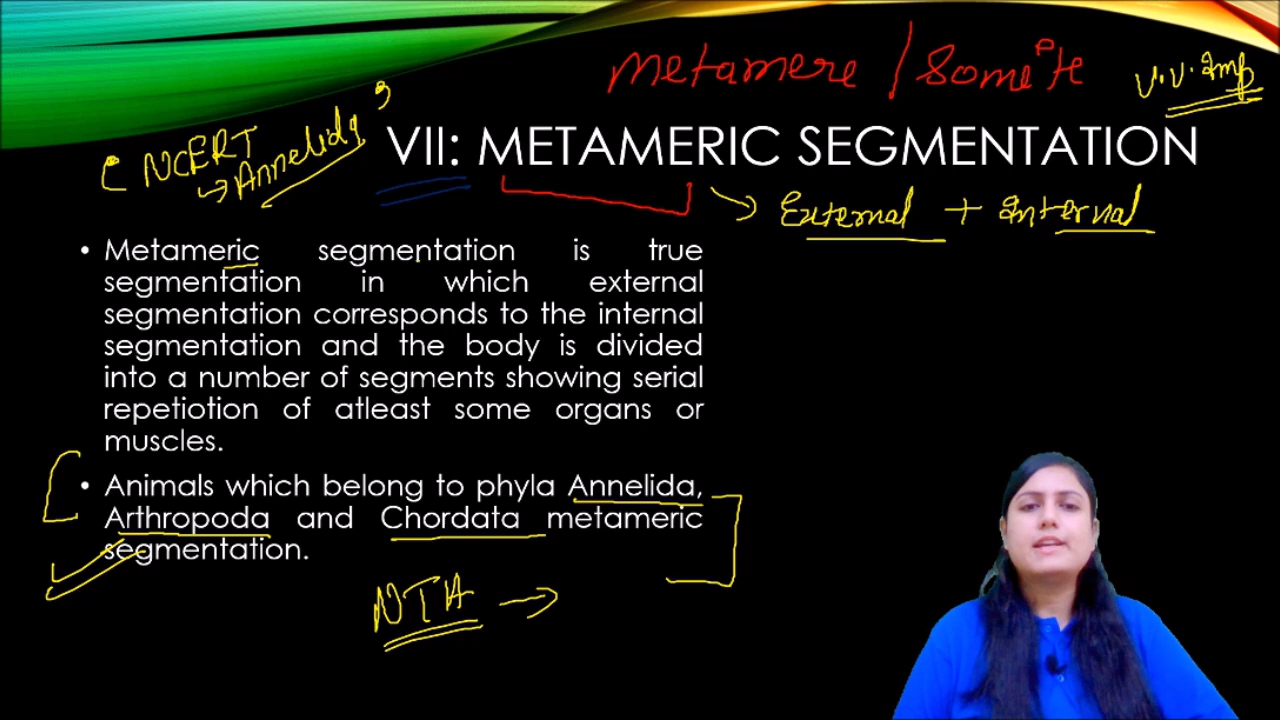 metamere / Somite
V.V. Imp
NCERT
→ Annelida
VII: METAMERIC SEGMENTATION
→ External + Internal
• Metameric segmentation is true
segmentation in which external
segmentation corresponds to the internal
segmentation and the body is divided
into a number of segments showing serial
repetiotion of atleast some organs or
muscles.
• Animals which belong to phyla Annelida,
Arthropoda and Chordata metameric
segmentation.
NTA →